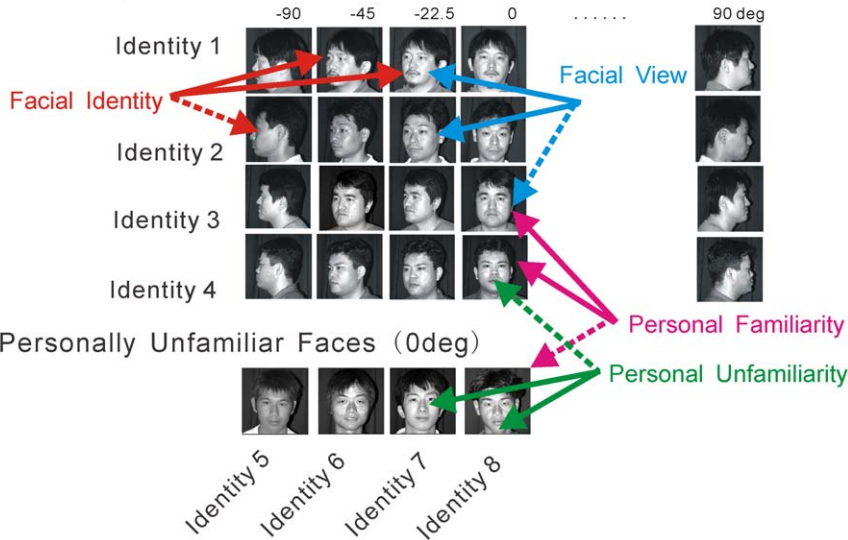 -90 -45 -22.5 0 ...... 90 deg
Identity 1
Facial View
Facial Identity
Identity 2
Identity 3
Identity 4
Personal Familiarity
Personally Unfamiliar Faces（0deg）
Personal Unfamiliarity
Identity 5 Identity 6 Identity 7 Identity 8